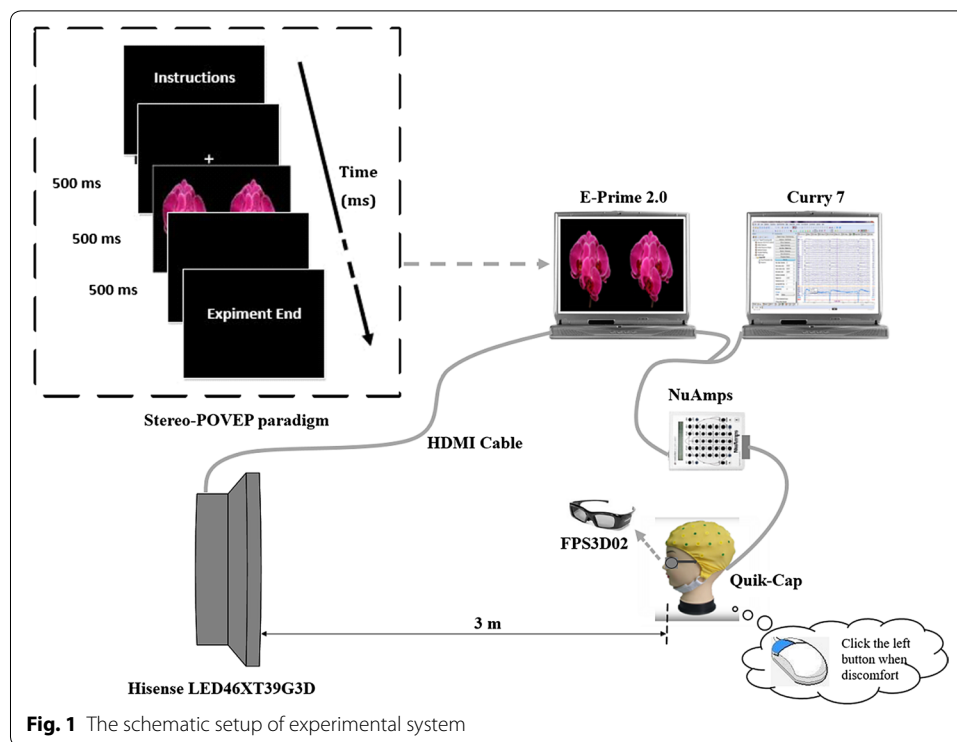 Instructions
+
500 ms
500 ms
500 ms
Time
(ms)
Expiment End
Stereo-POVEP paradigm
E-Prime 2.0
Curry 7
HDMI Cable
NuAmps
FPS3D02
Quik-Cap
3 m
Hisense LED46XT39G3D
Click the left
button when
discomfort
Fig. 1 The schematic setup of experimental system